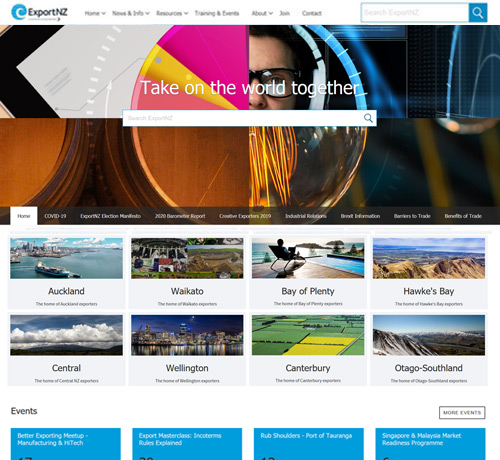 ExportNZ
Home News & Info Resources Training & Events About Join Contact
Search ExportNZ
Take on the world together
Search ExportNZ
Home COVID-19 ExportNZ Election Manifesto 2020 Barometer Report Creative Exporters 2019 Industrial Relations Brexit Information Barriers to Trade Benefits of Trade
Auckland Waikato Bay of Plenty Hawke's Bay
The home of Auckland exporters The home of Waikato exporters The home of Bay of Plenty exporters The home of Hawke's Bay exporters
Central Wellington Canterbury Otago-Southland
The home of Central NZ exporters The home of Wellington exporters The home of Canterbury exporters The home of Otago-Southland exporters
Events MORE EVENTS
Better Exporting Meetup - Export Masterclass: Incoterms Rub Shoulders - Port of Tauranga Singapore & Malaysia Market
Manufacturing & HiTech Rules Explained Readiness Programme